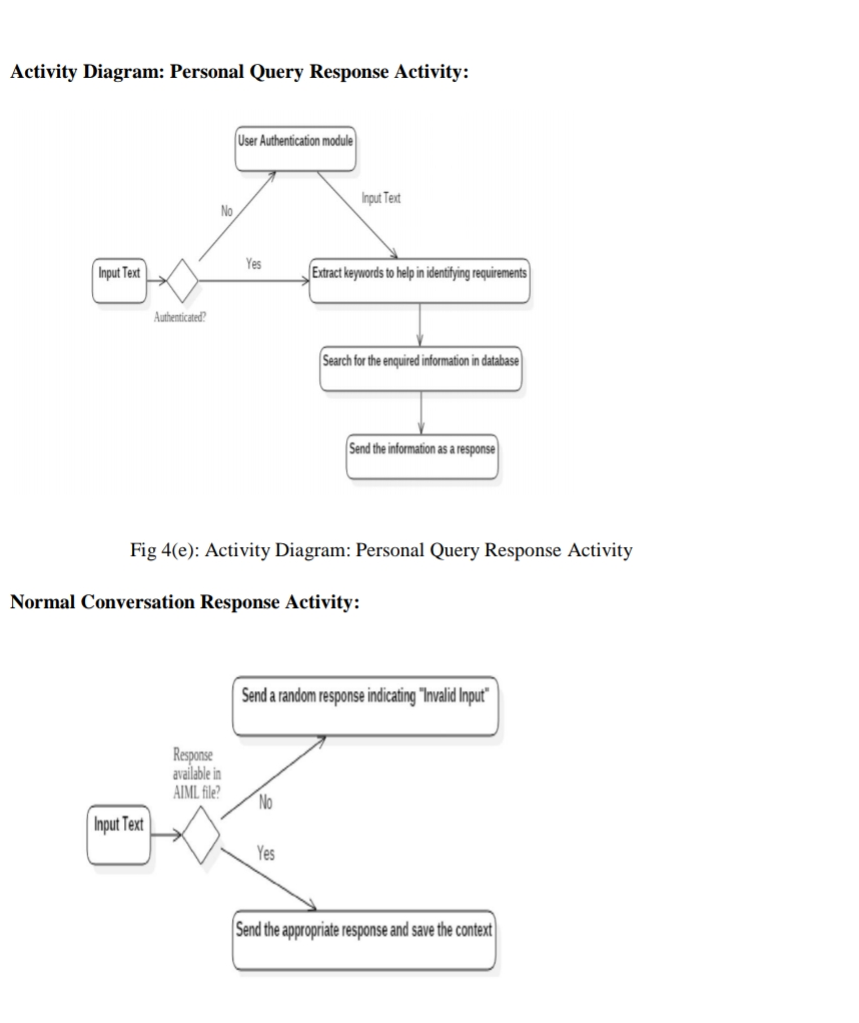 Activity Diagram: Personal Query Response Activity:
User Authentication module
Input Text
No
Yes
Input Text
Extract keywords to help in identifying requirements
Authenticated?
Search for the enquired information in database
Send the information as a response
Fig 4(e): Activity Diagram: Personal Query Response Activity
Normal Conversation Response Activity:
Send a random response indicating "Invalid Input"
Response
available in
AIML file?
No
Input Text
Yes
Send the appropriate response and save the context